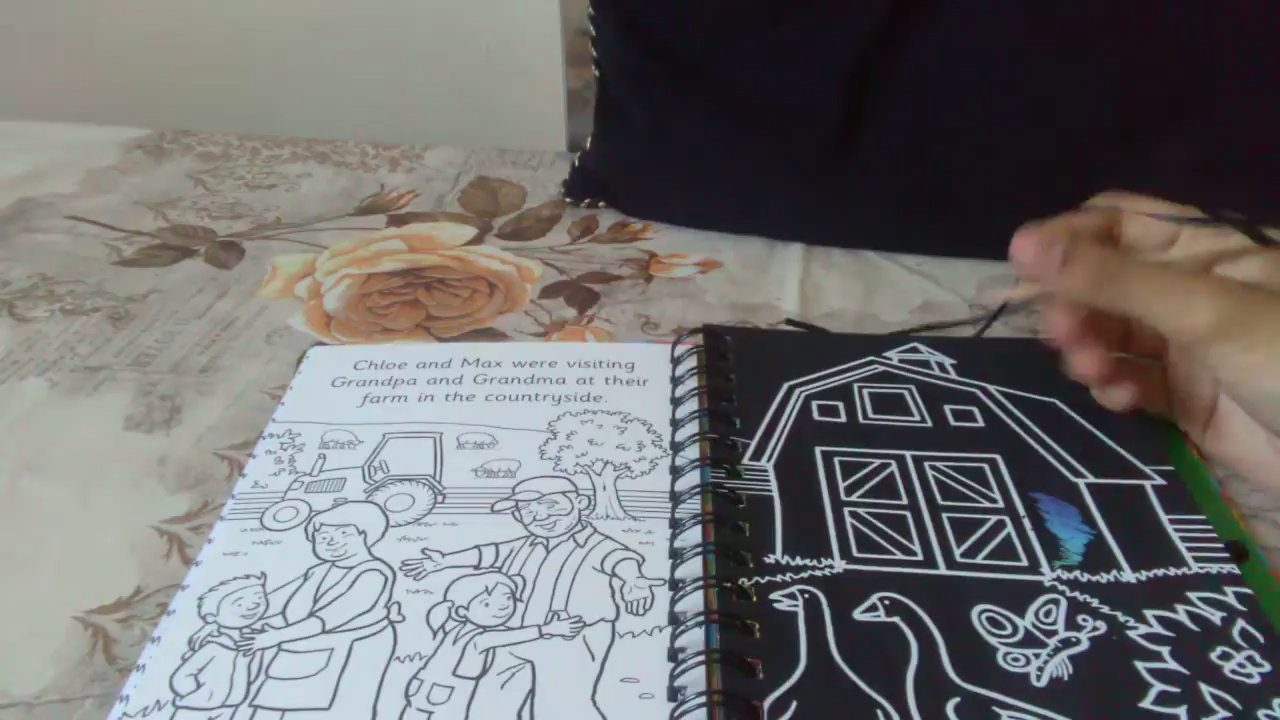 Chloe and Max were visiting
Grandpa and Grandma at their
farm in the countryside.